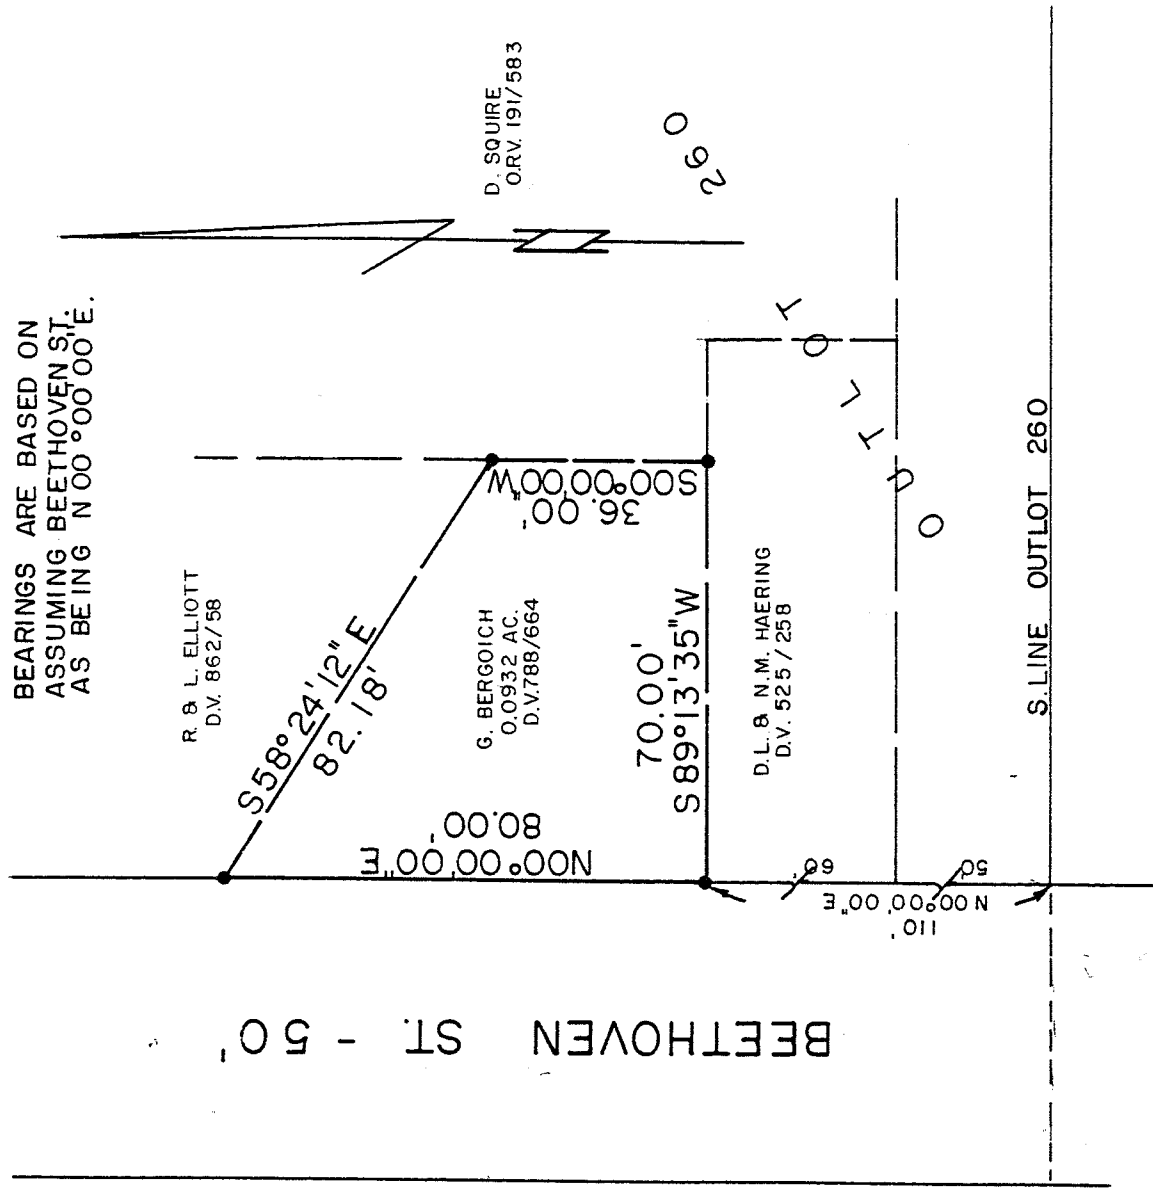 BEARINGS ARE BASED ON
ASSUMING BEETHOVEN ST.
AS BEING N 00°00'00"E.
D. SQUIRE
O.R.V. 191/583
R. & L. ELLIOTT
D.V. 862/58
S58°24'12"E
82.18'
S00°00'00"W
36.00'
G. BERGOICH
0.0932 AC.
D.V.788/664
N00°00'00"E
80.00'
70.00'
S89°13'35"W
D.L. & N.M. HAERING
D.V. 525/258
OUTLOT 260
60'
50'
N 00°00'00"E
110'
S.LINE OUTLOT 260
BEETHOVEN ST. - 50'